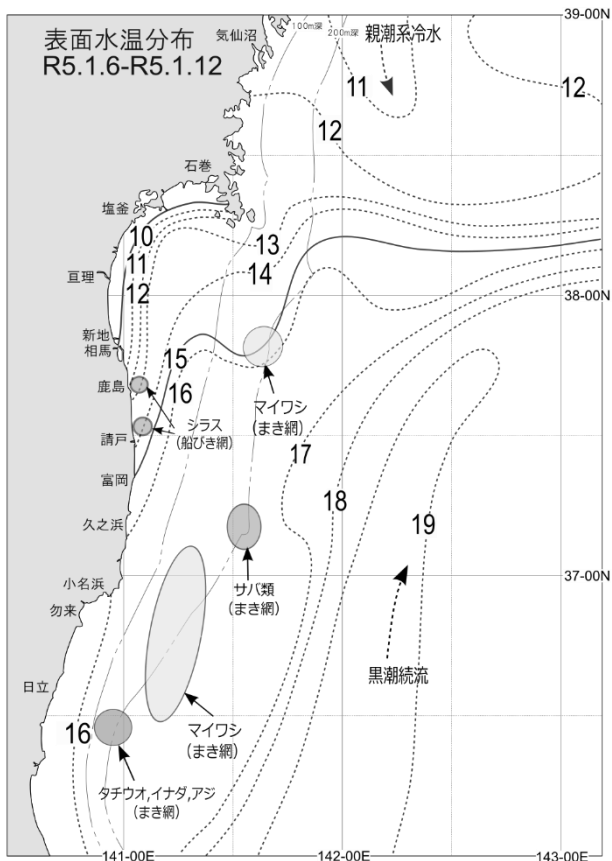 39-00N
表面水温分布
R5.1.6-R5.1.12
気仙沼
100m深
200m深
親潮系冷水
11
12
12
石巻
塩釜
10
11
12
13
14
亘理
38-00N
新地
相馬
15
16
鹿島
シラス
(船びき網)
マイワシ
(まき網)
請戸
富岡
17
18
19
久之浜
サバ類
(まき網)
37-00N
小名浜
勿来
黒潮続流
日立
マイワシ
(まき網)
16
タチウオ,イナダ,アジ
(まき網)
141-00E
142-00E
143-00E